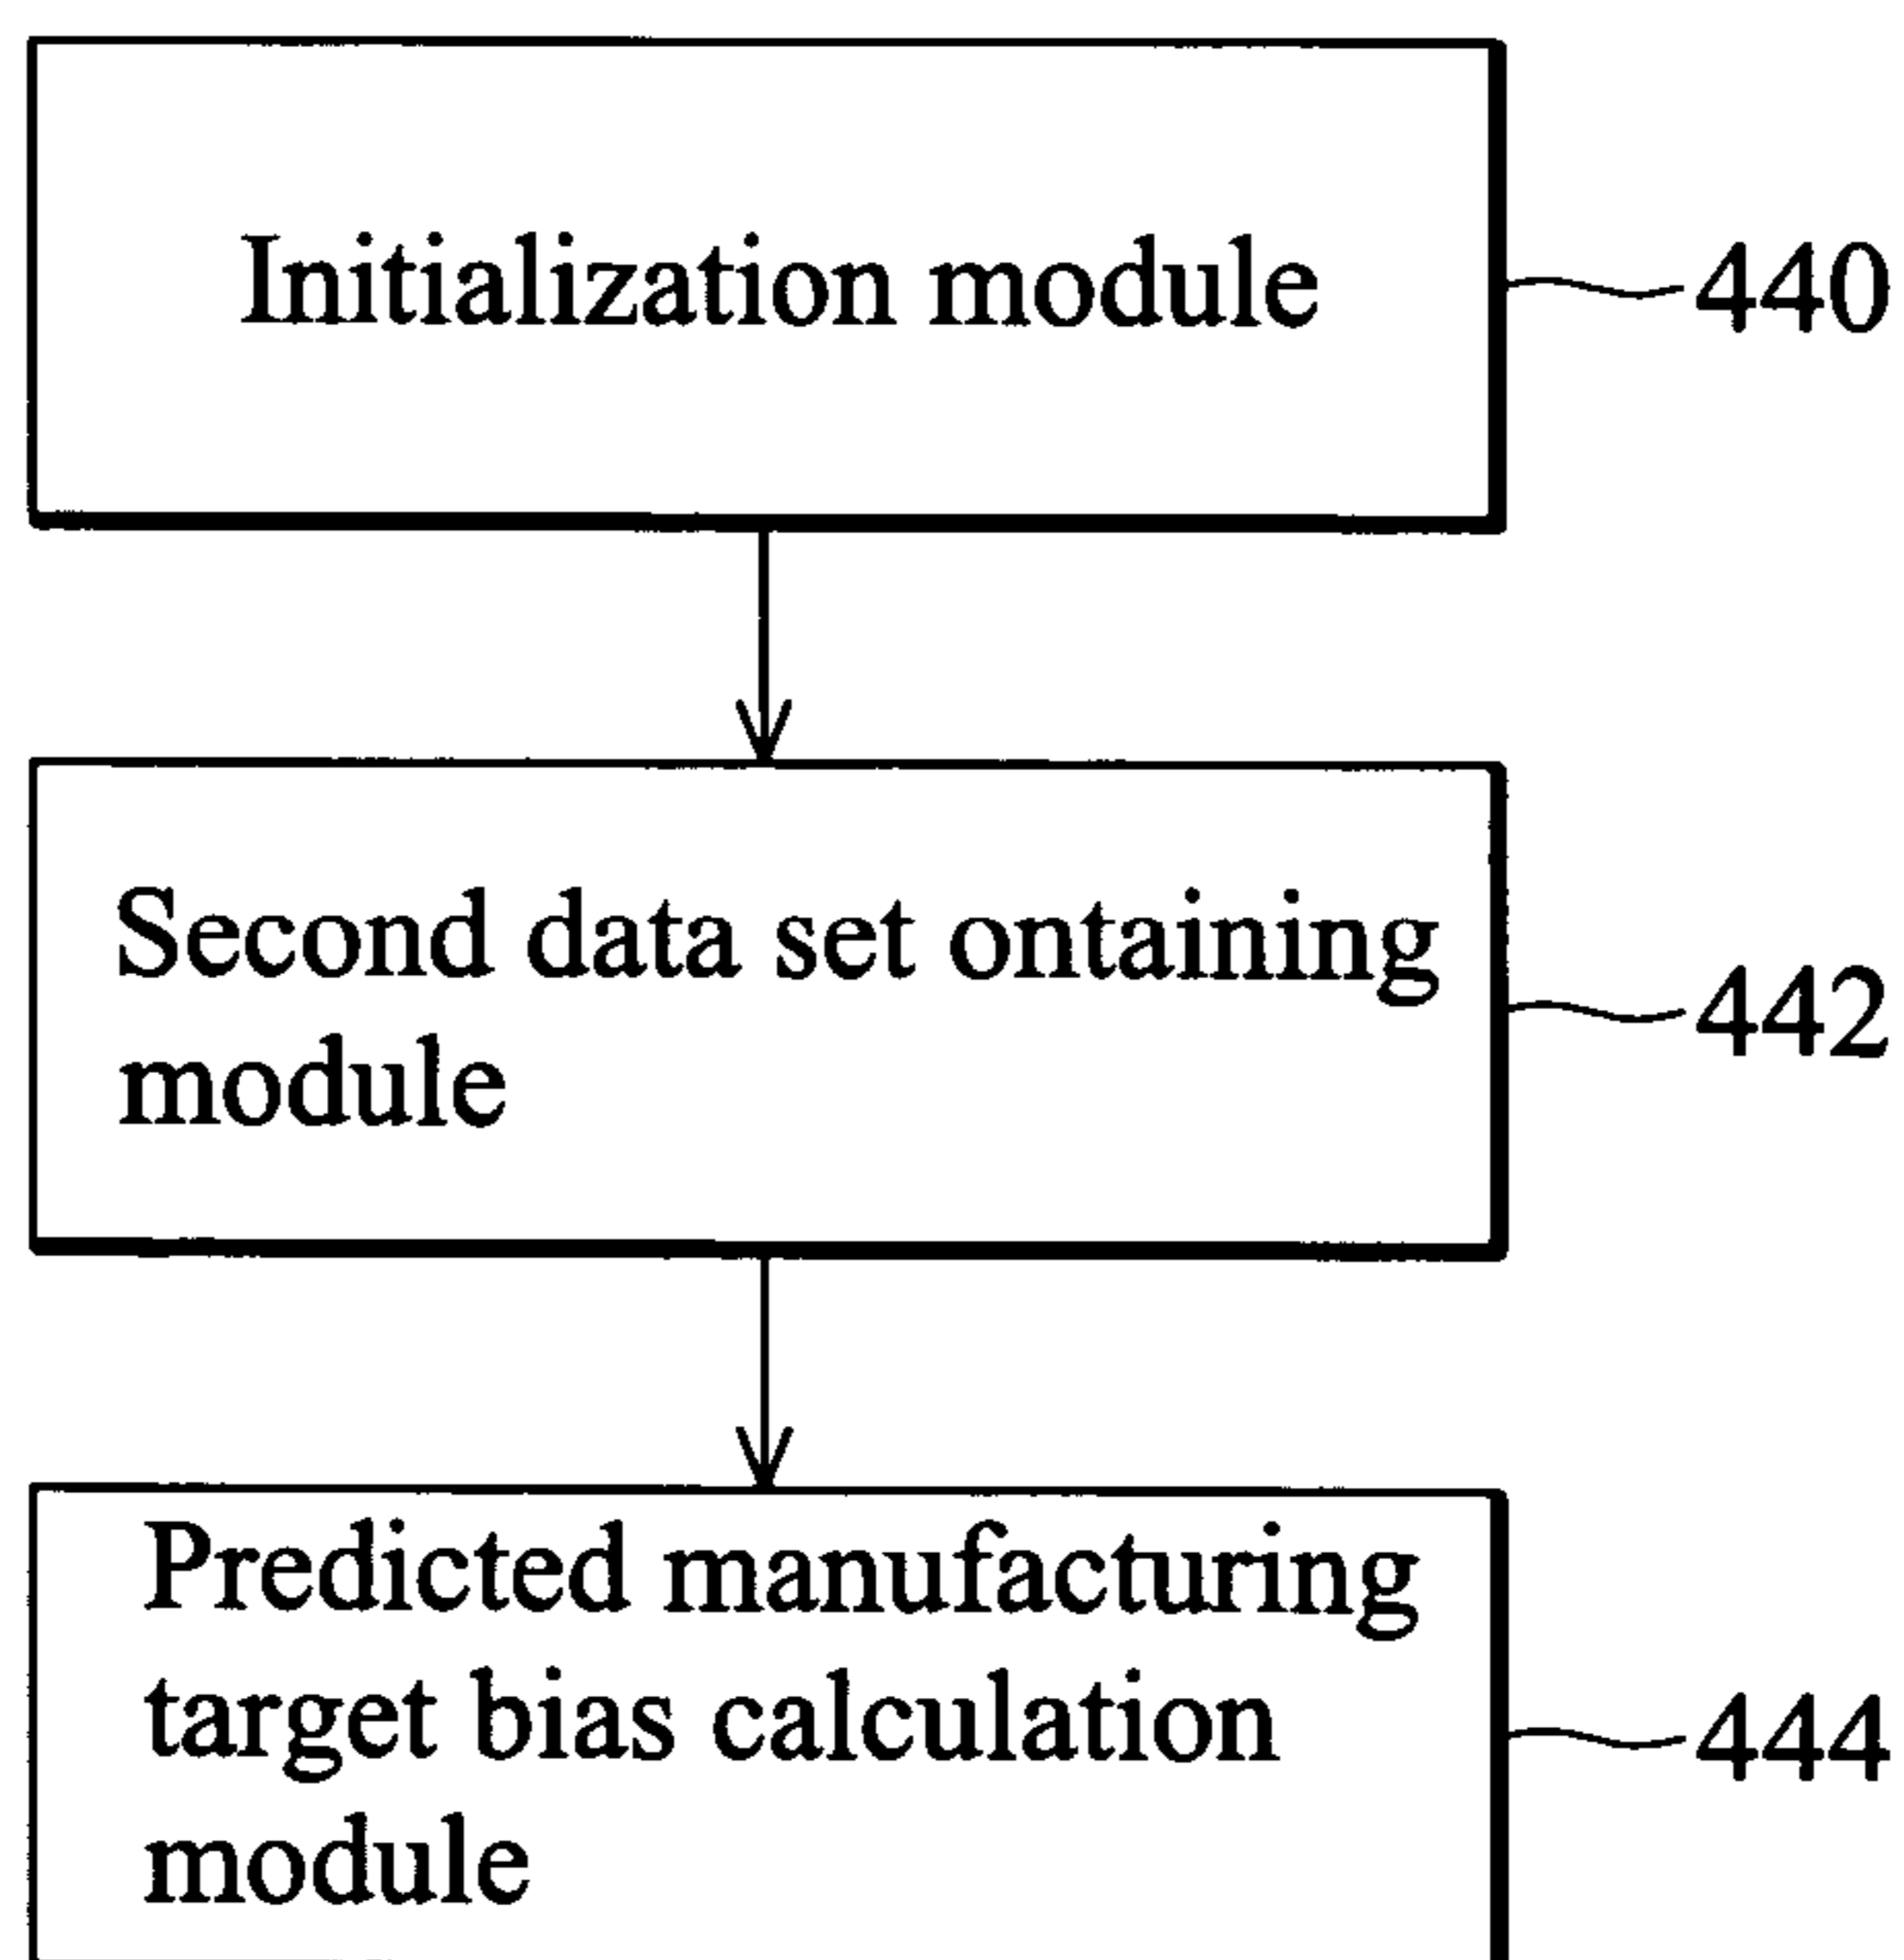 Initialization module
440
Second data set ontaining
module
442
Predicted manufacturing
target bias calculation
module
444